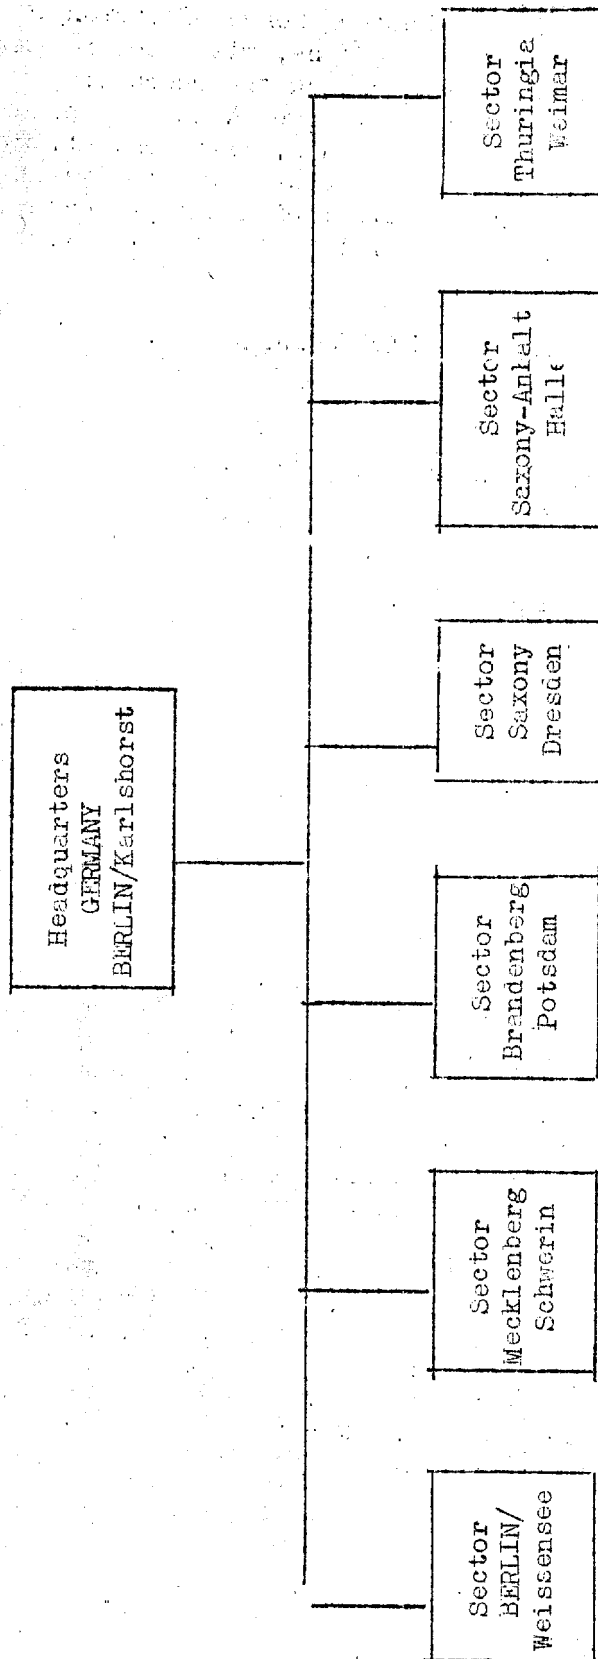 Headquarters
GERMANY
BERLIN/Karlshorst
Sector
BERLIN/
Weissensee
Sector
Mecklenberg
Schwerin
Sector
Brandenberg
Potsdam
Sector
Saxony
Dresden
Sector
Saxony-Anhalt
Halle
Sector
Thuringia
Weimar